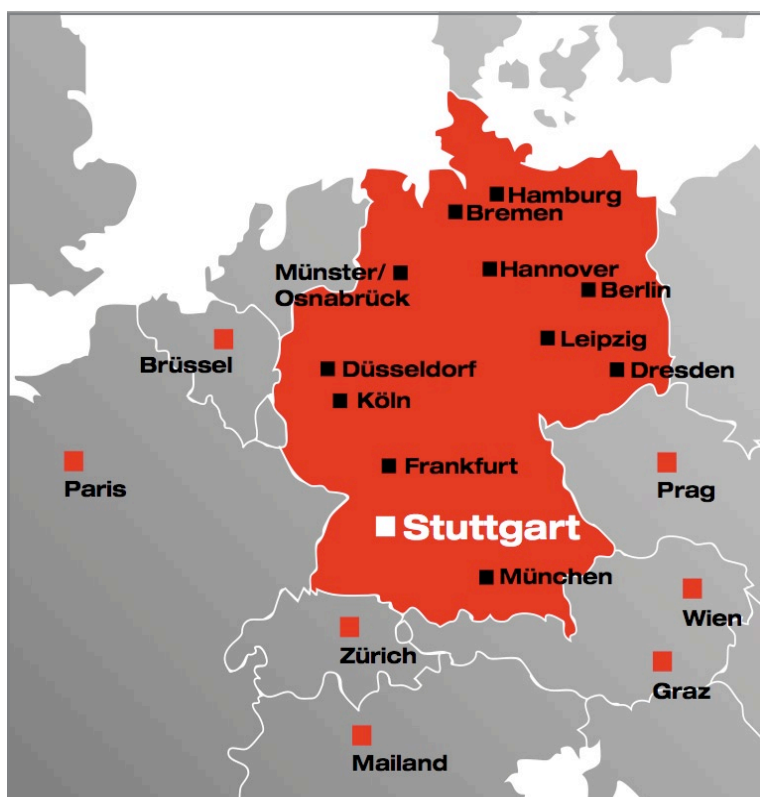 Hamburg
Bremen
Münster/
Osnabrück
Hannover
Berlin
Brüssel
Leipzig
Düsseldorf
Dresden
Köln
Paris
Frankfurt
Prag
Stuttgart
München
Wien
Zürich
Graz
Mailand